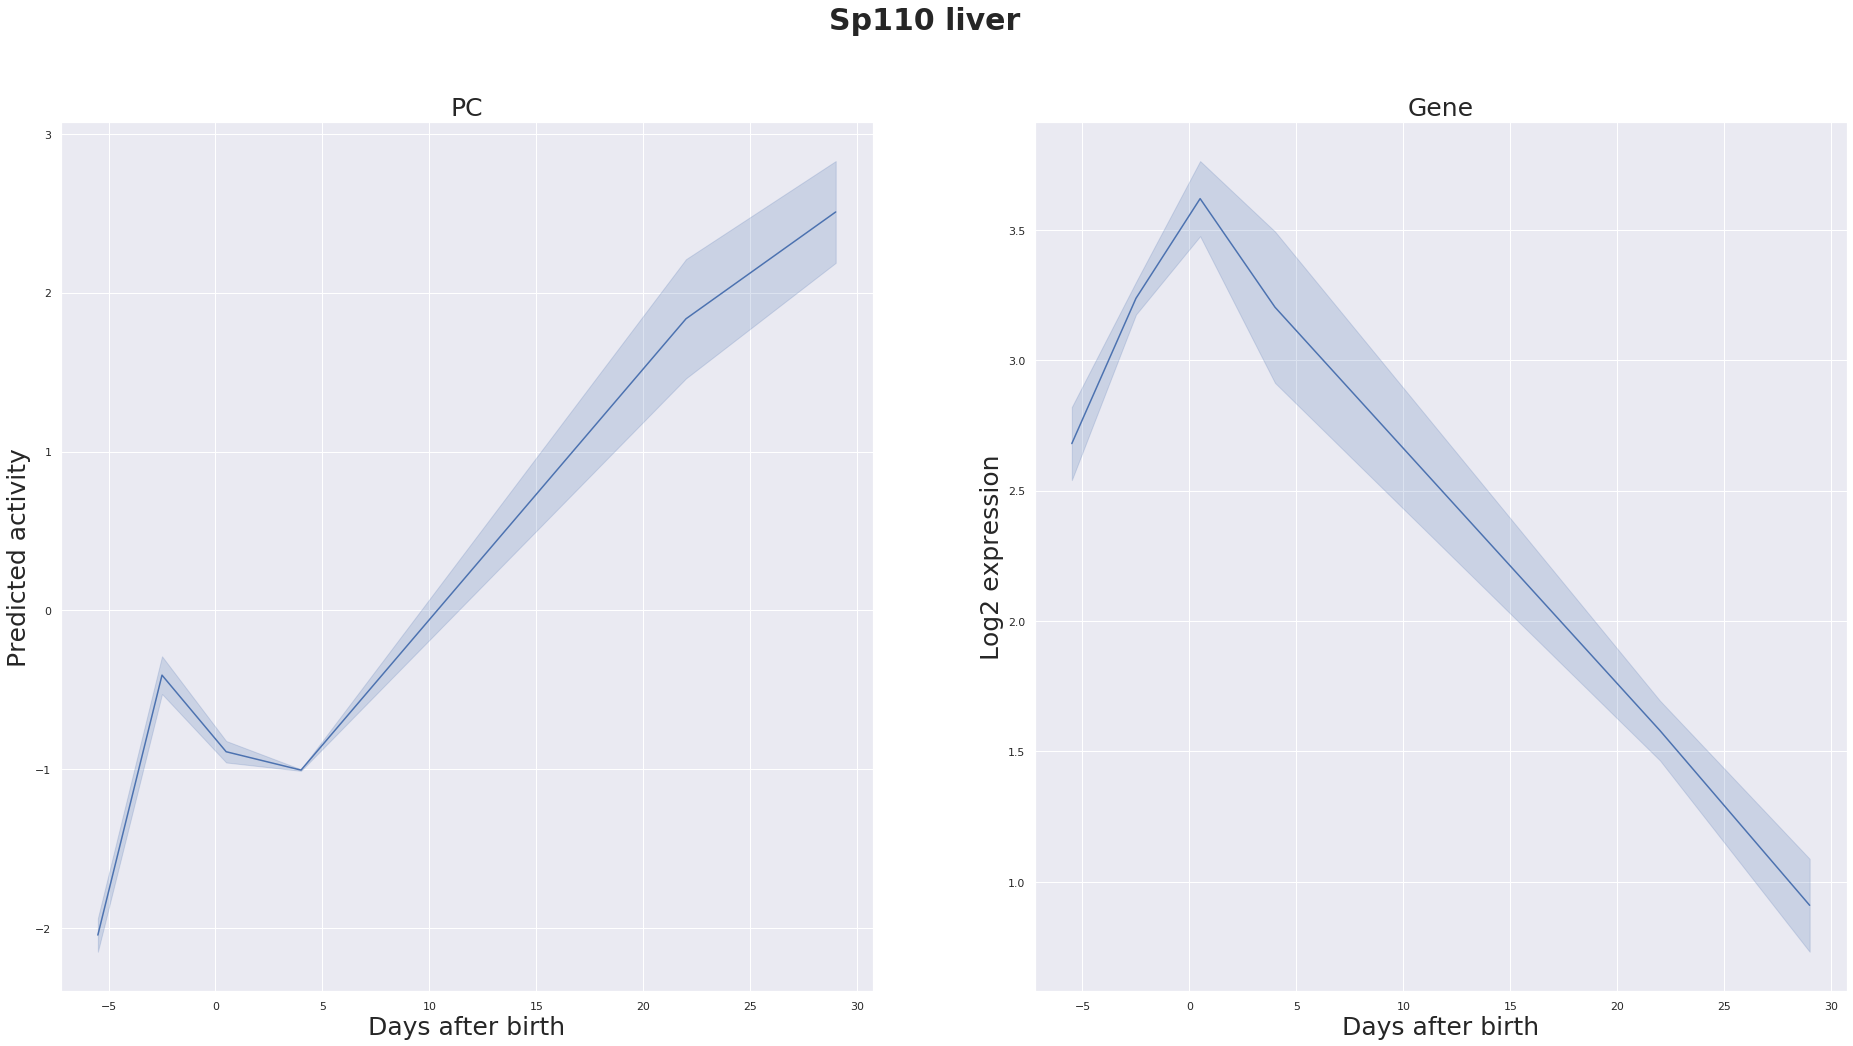 Sp110 liver
PC
Predicted activity
3
2
1
0
−1
−2
−5 0 5 10 15 20 25 30
Days after birth
Gene
Log2 expression
3.5
3.0
2.5
2.0
1.5
1.0
−5 0 5 10 15 20 25 30
Days after birth